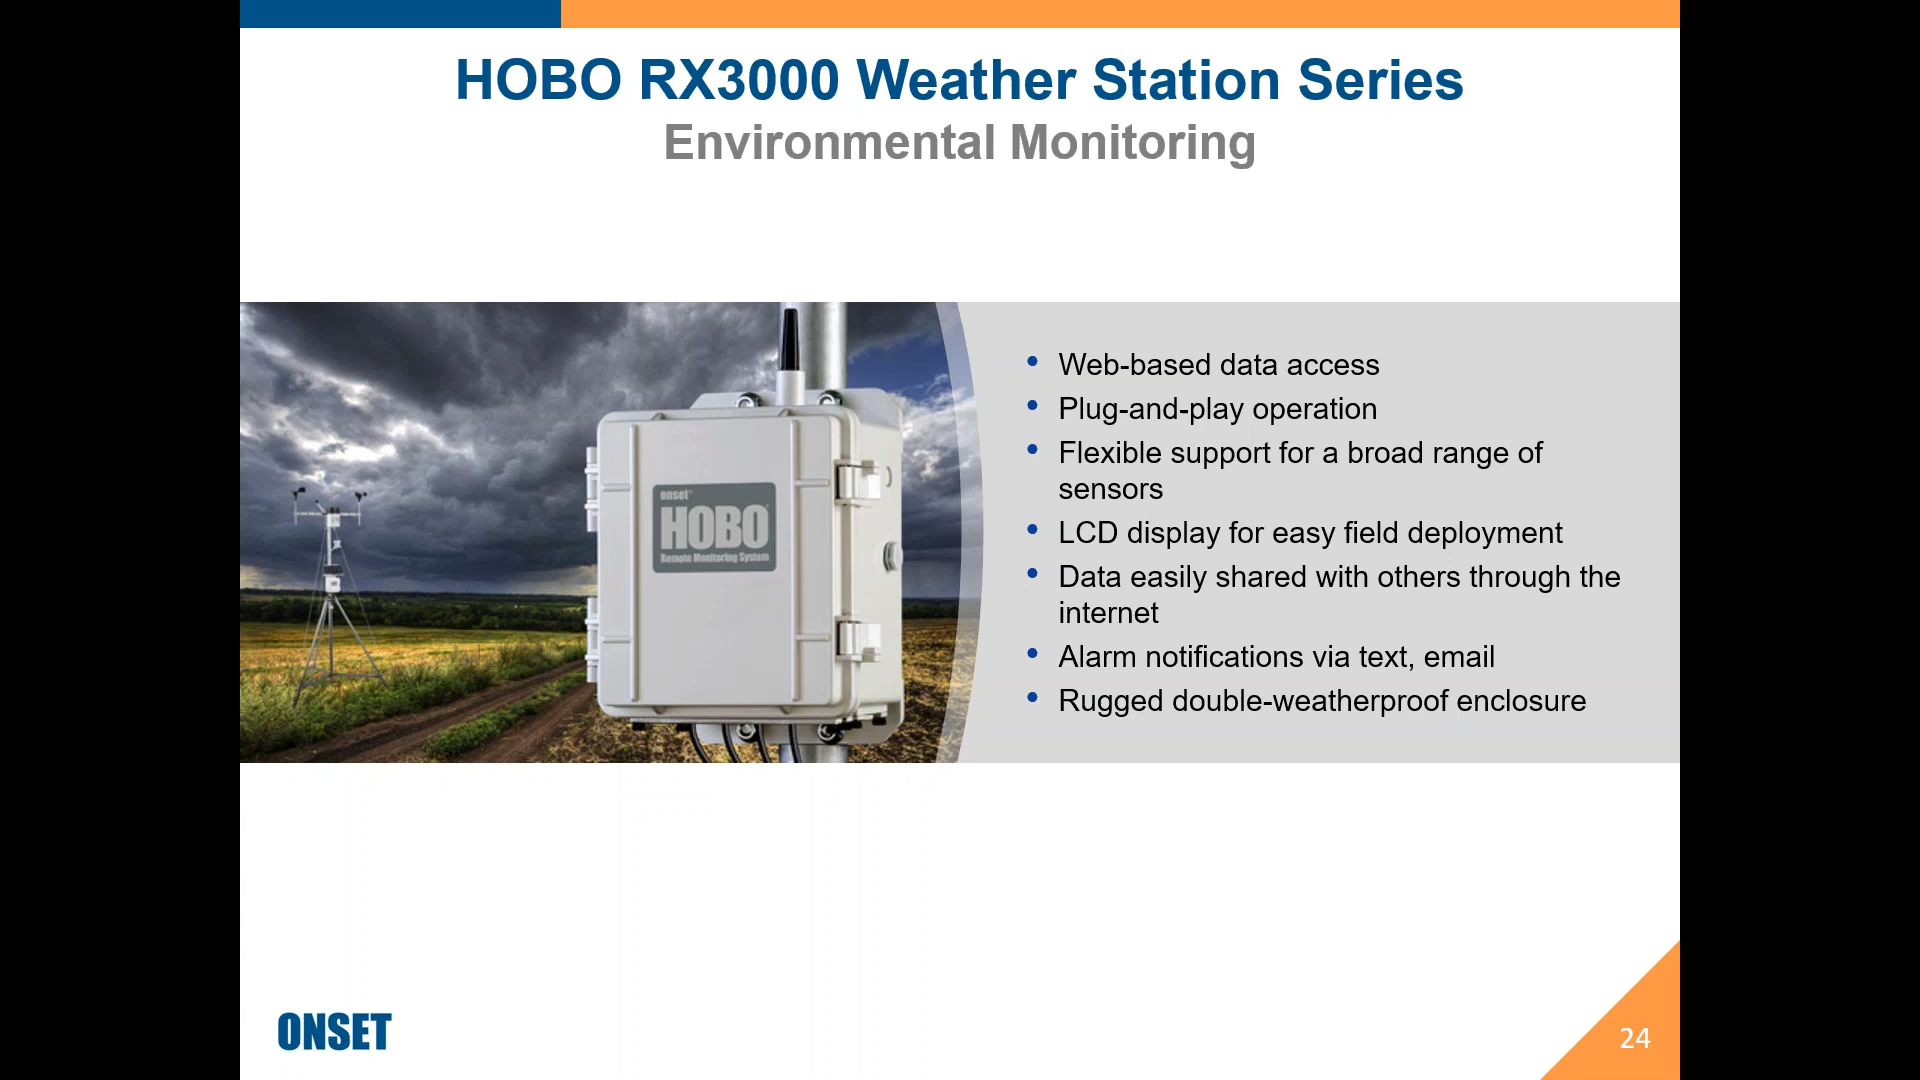 HOBO RX3000 Weather Station Series
Environmental Monitoring
onset
HOBO
Remote Monitoring System
• Web-based data access
• Plug-and-play operation
• Flexible support for a broad range of
sensors
• LCD display for easy field deployment
• Data easily shared with others through the
internet
• Alarm notifications via text, email
• Rugged double-weatherproof enclosure
ONSET
24